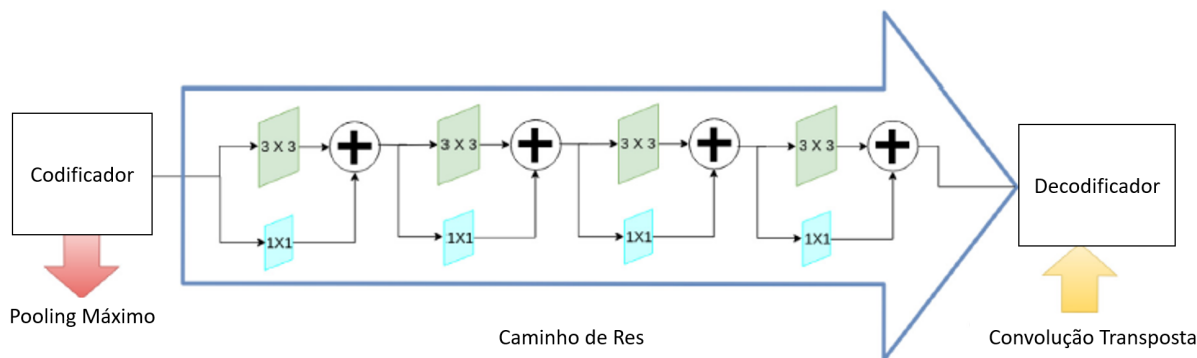 3 X 3
3 X 3
3 X 3
3 X 3
Codificador
Decodificador
1X1
1X1
1X1
1X1
Pooling Máximo
Caminho de Res
Convolução Transposta